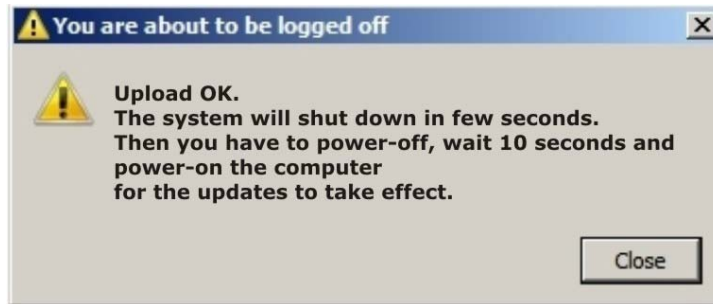 You are about to be logged off
Upload OK.
The system will shut down in few seconds.
Then you have to power-off, wait 10 seconds and
power-on the computer
for the updates to take effect.
Close